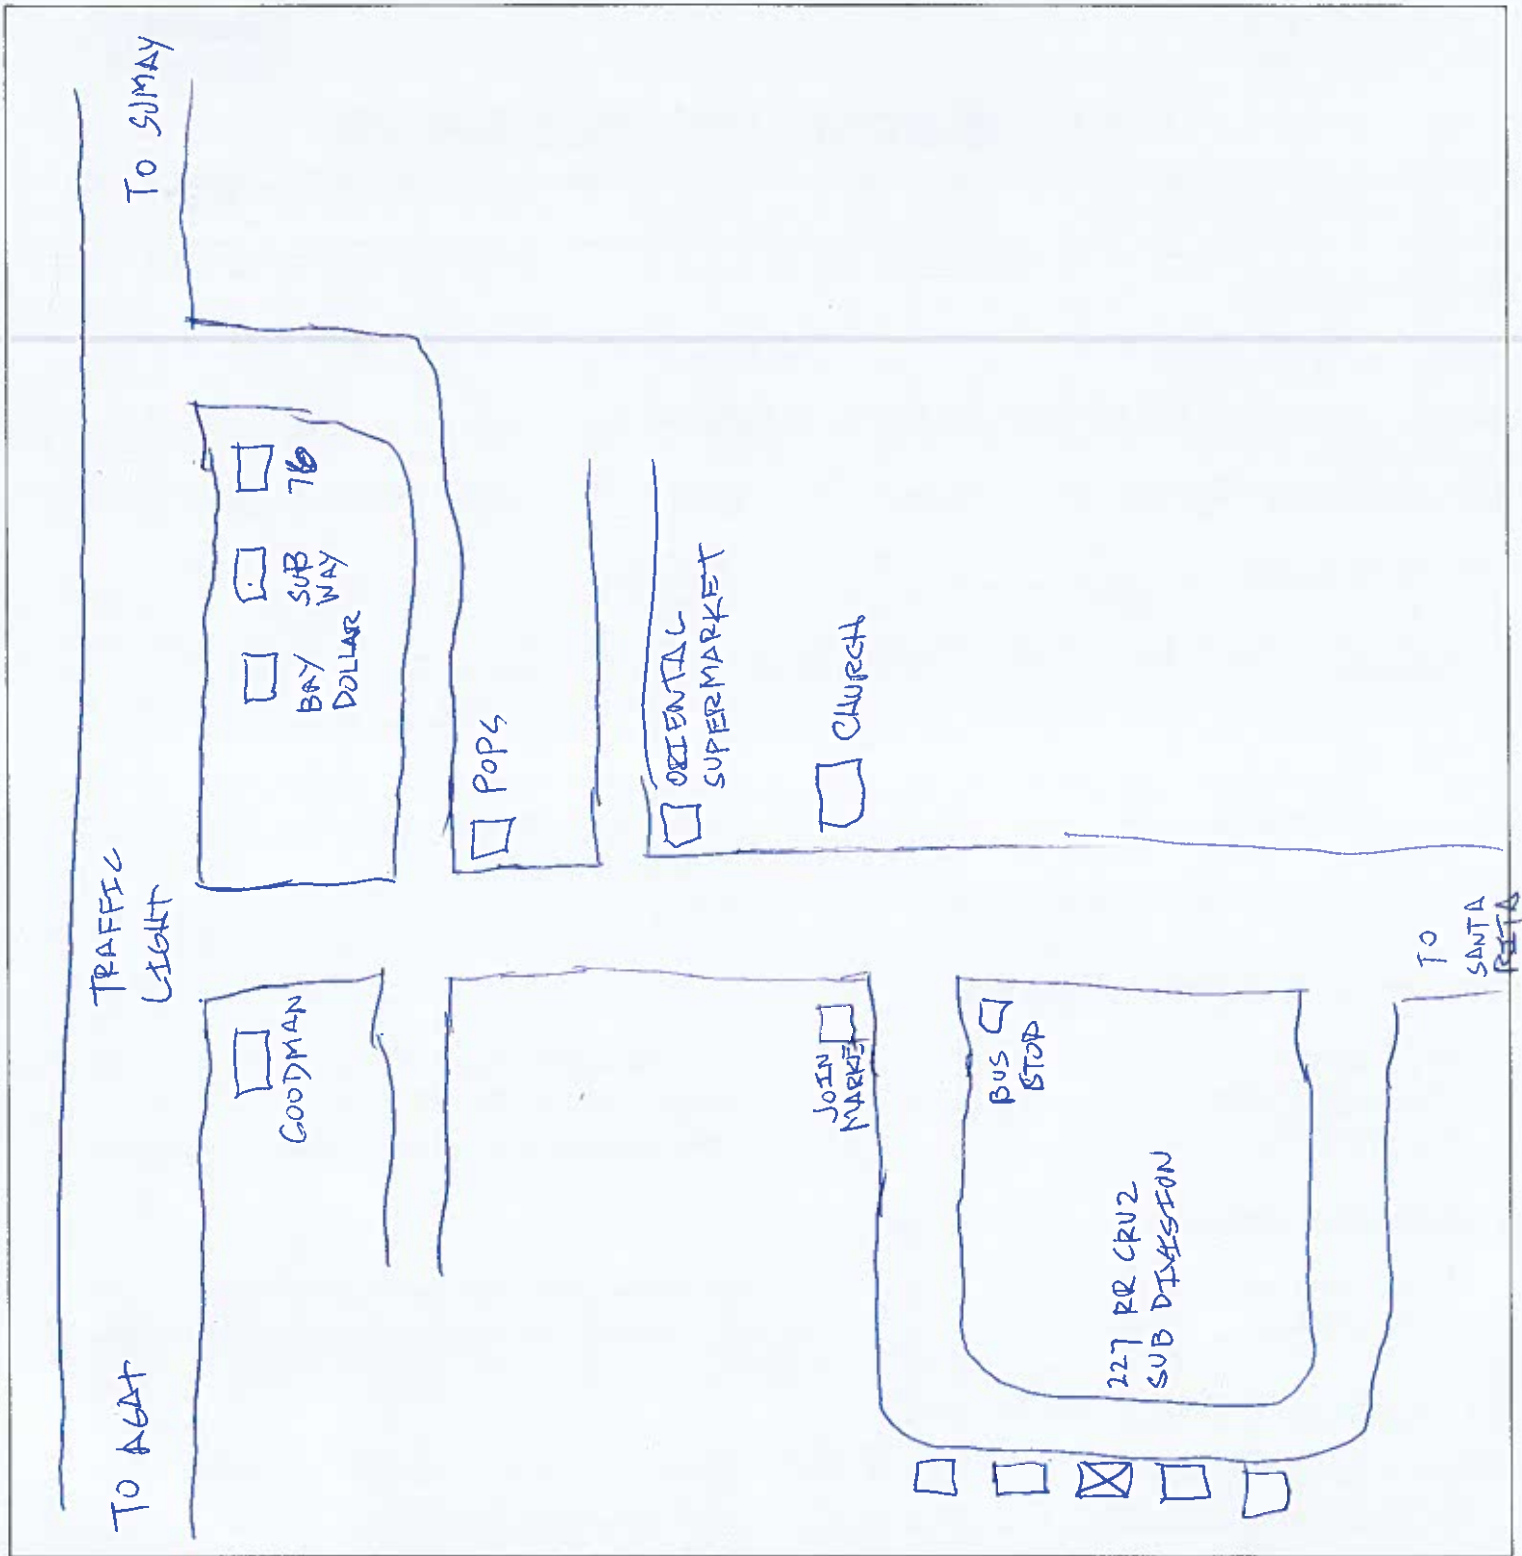 TO AGAT
TRAFFIC
LIGHT
TO SUMAY
GOODMAN
BAY
DOLLAR
SUB
WAY
76
POPS
ORIENTAL
SUPERMARKET
CHURCH
JOIN
MARKET
BUS
STOP
227 RR CRUZ
SUB DIVISION
TO
SANTA
RITA